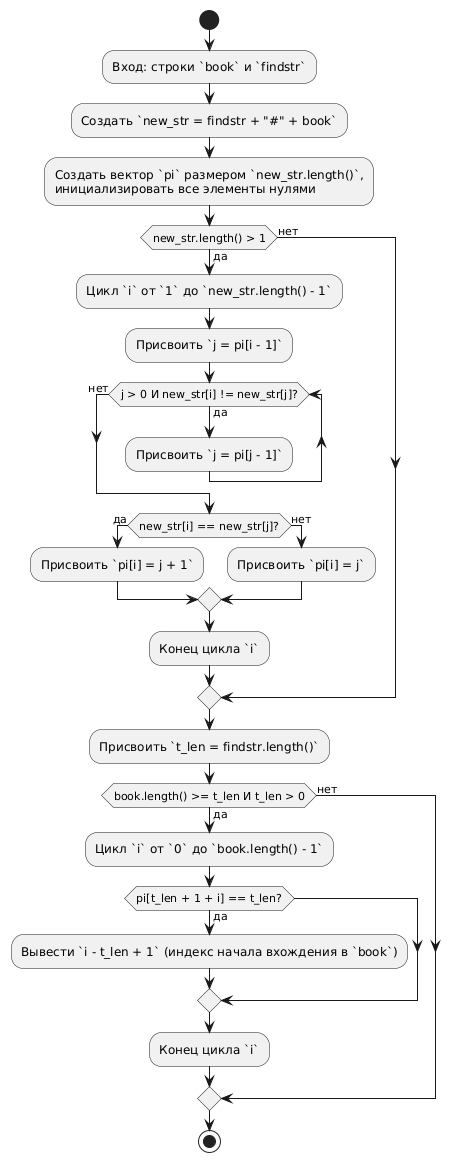 Вход: строки `book` и `findstr`
Создать `new_str = findstr + "#" + book`
Создать вектор `pi` размером `new_str.length()`,
инициализировать все элементы нулями
new_str.length() > 1
нет
да
Цикл `i` от `1` до `new_str.length() - 1`
Присвоить `j = pi[i - 1]`
нет
j > 0 И new_str[i] != new_str[j]?
да
Присвоить `j = pi[j - 1]`
да
new_str[i] == new_str[j]?
нет
Присвоить `pi[i] = j + 1`
Присвоить `pi[i] = j`
Конец цикла `i`
Присвоить `t_len = findstr.length()`
book.length() >= t_len И t_len > 0
нет
да
Цикл `i` от `0` до `book.length() - 1`
pi[t_len + 1 + i] == t_len?
да
Вывести `i - t_len + 1` (индекс начала вхождения в `book`)
Конец цикла `i`